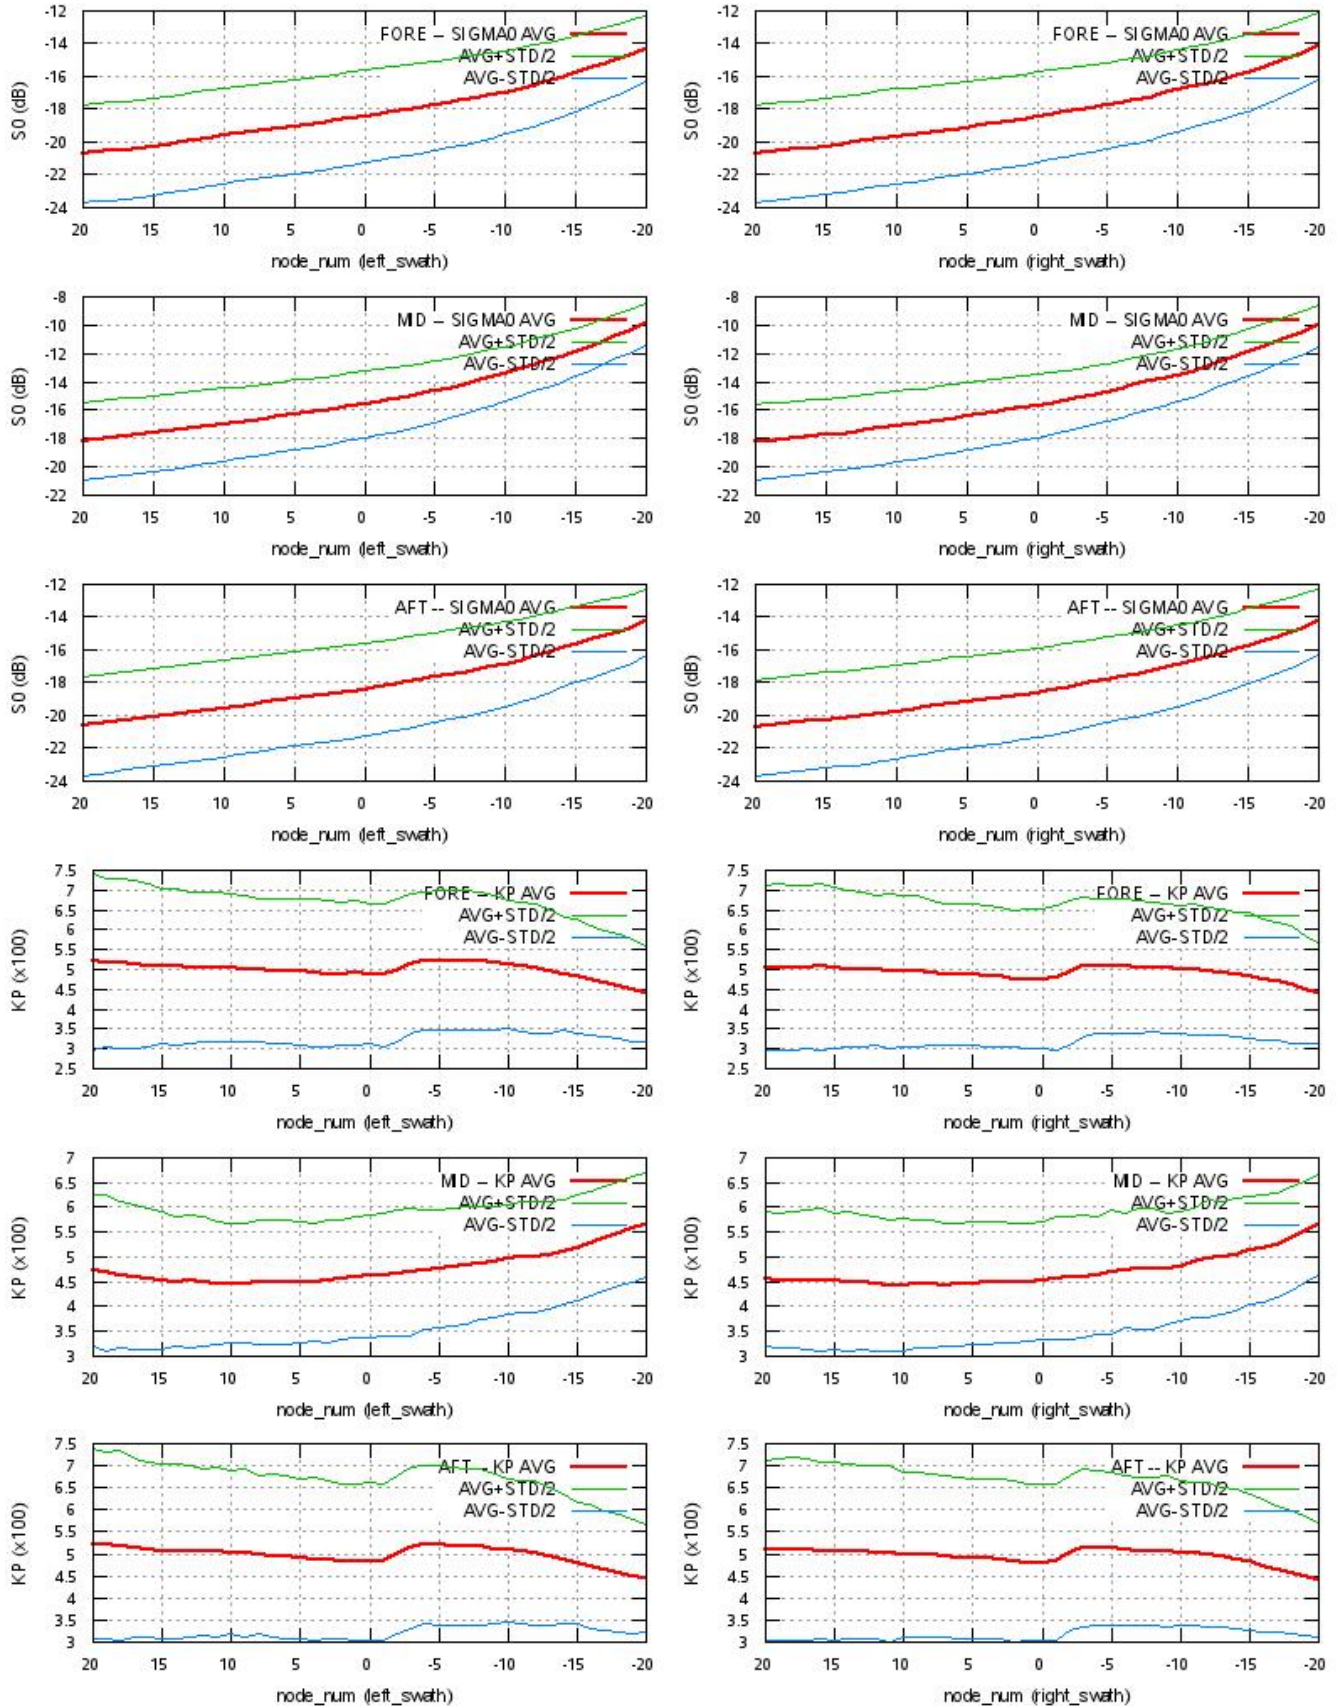 FORE -- SIGMA0 AVG
AVG+STD/2
AVG-STD/2
S0 (dB)
-12
-14
-16
-18
-20
-22
-24
20 15 10 5 0 -5 -10 -15 -20
node_num (left_swath)
FORE -- SIGMA0 AVG
AVG+STD/2
AVG-STD/2
S0 (dB)
-12
-14
-16
-18
-20
-22
-24
20 15 10 5 0 -5 -10 -15 -20
node_num (right_swath)
MID -- SIGMA0 AVG
AVG+STD/2
AVG-STD/2
S0 (dB)
-8
-10
-12
-14
-16
-18
-20
-22
20 15 10 5 0 -5 -10 -15 -20
node_num (left_swath)
MID -- SIGMA0 AVG
AVG+STD/2
AVG-STD/2
S0 (dB)
-8
-10
-12
-14
-16
-18
-20
-22
20 15 10 5 0 -5 -10 -15 -20
node_num (right_swath)
AFT -- SIGMA0 AVG
AVG+STD/2
AVG-STD/2
S0 (dB)
-12
-14
-16
-18
-20
-22
-24
20 15 10 5 0 -5 -10 -15 -20
node_num (left_swath)
AFT -- SIGMA0 AVG
AVG+STD/2
AVG-STD/2
S0 (dB)
-12
-14
-16
-18
-20
-22
-24
20 15 10 5 0 -5 -10 -15 -20
node_num (right_swath)
FORE -- KP AVG
AVG+STD/2
AVG-STD/2
KP (x100)
7.5
7
6.5
6
5.5
5
4.5
4
3.5
3
2.5
20 15 10 5 0 -5 -10 -15 -20
node_num (left_swath)
FORE -- KP AVG
AVG+STD/2
AVG-STD/2
KP (x100)
7.5
7
6.5
6
5.5
5
4.5
4
3.5
3
2.5
20 15 10 5 0 -5 -10 -15 -20
node_num (right_swath)
MID -- KP AVG
AVG+STD/2
AVG-STD/2
KP (x100)
7
6.5
6
5.5
5
4.5
4
3.5
3
20 15 10 5 0 -5 -10 -15 -20
node_num (left_swath)
MID -- KP AVG
AVG+STD/2
AVG-STD/2
KP (x100)
7
6.5
6
5.5
5
4.5
4
3.5
3
20 15 10 5 0 -5 -10 -15 -20
node_num (right_swath)
AFT -- KP AVG
AVG+STD/2
AVG-STD/2
KP (x100)
7.5
7
6.5
6
5.5
5
4.5
4
3.5
3
20 15 10 5 0 -5 -10 -15 -20
node_num (left_swath)
AFT -- KP AVG
AVG+STD/2
AVG-STD/2
KP (x100)
7.5
7
6.5
6
5.5
5
4.5
4
3.5
3
20 15 10 5 0 -5 -10 -15 -20
node_num (right_swath)